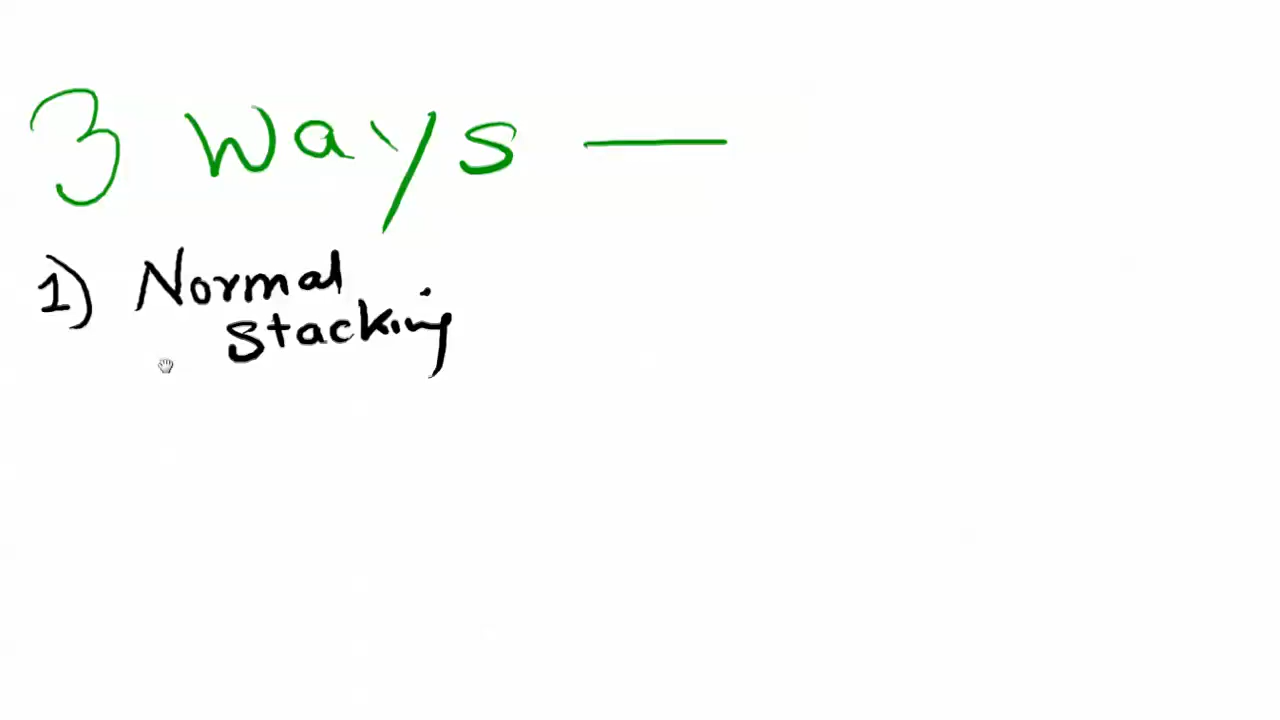 3 Ways —
1) Normal
stacking